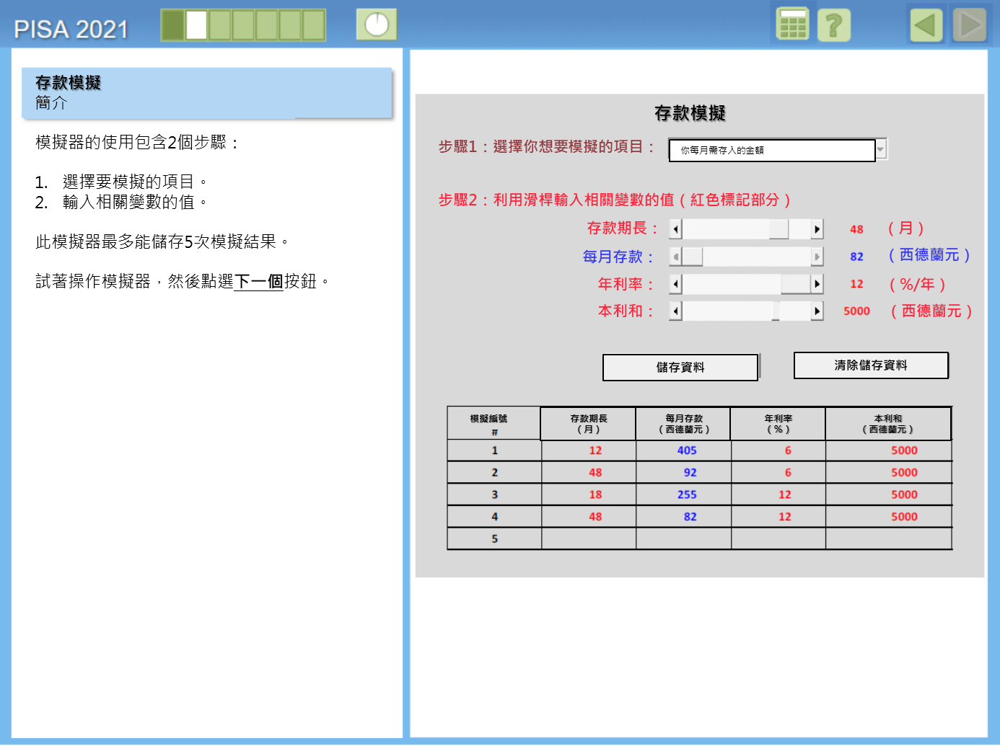 PISA 2021
?
存款模擬
簡介
模擬器的使用包含2個步驟：
1. 選擇要模擬的項目。
2. 輸入相關變數的值。
此模擬器最多能儲存5次模擬結果。
試著操作模擬器，然後點選下一個按鈕。
存款模擬
步驟1：選擇你想要模擬的項目： 你每月需存入的金額
步驟2：利用滑桿輸入相關變數的值（紅色標記部分）
存款期長： 48 （月）
每月存款： 82 （西德蘭元）
年利率： 12 （%/年）
本利和： 5000 （西德蘭元）
儲存資料 清除儲存資料
模擬編號 存款期長 每月存款 年利率 本利和
# （月） （西德蘭元） （%） （西德蘭元）
1 12 405 6 5000
2 48 92 6 5000
3 18 255 12 5000
4 48 82 12 5000
5